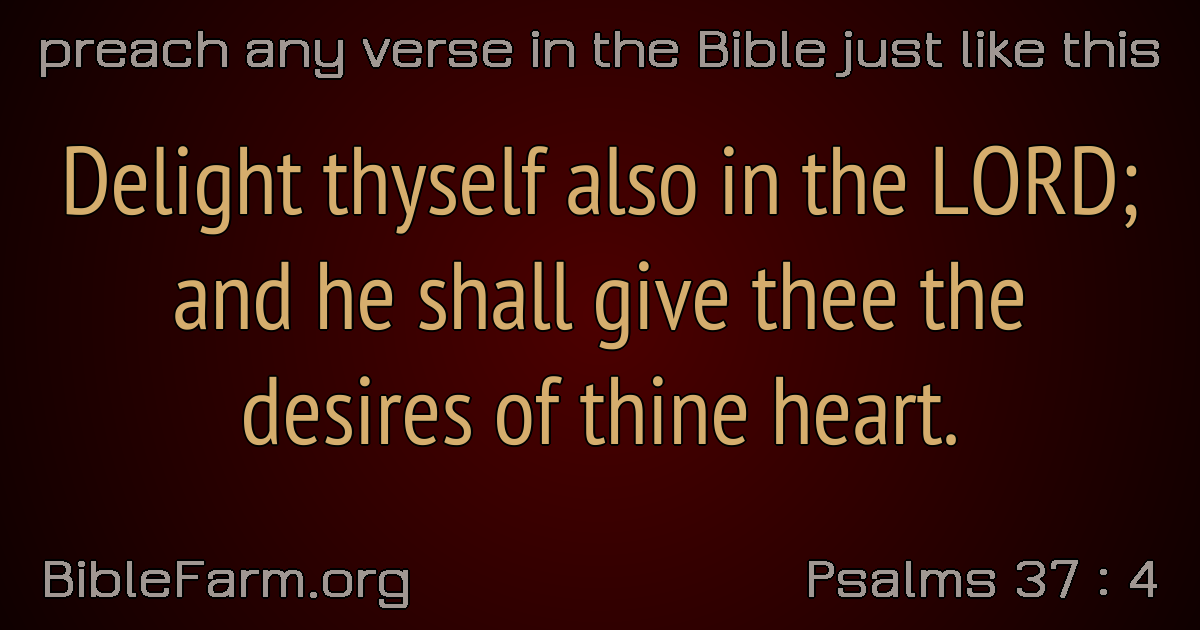 preach any verse in the Bible just like this
Delight thyself also in the LORD;
and he shall give thee the
desires of thine heart.
BibleFarm.org
Psalms 37 : 4